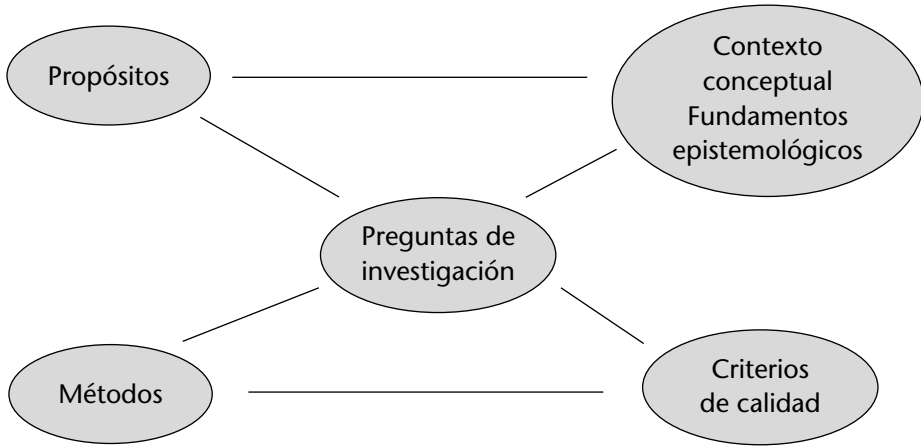 Propósitos
Contexto
conceptual
Fundamentos
epistemológicos
Preguntas de
investigación
Métodos
Criterios
de calidad